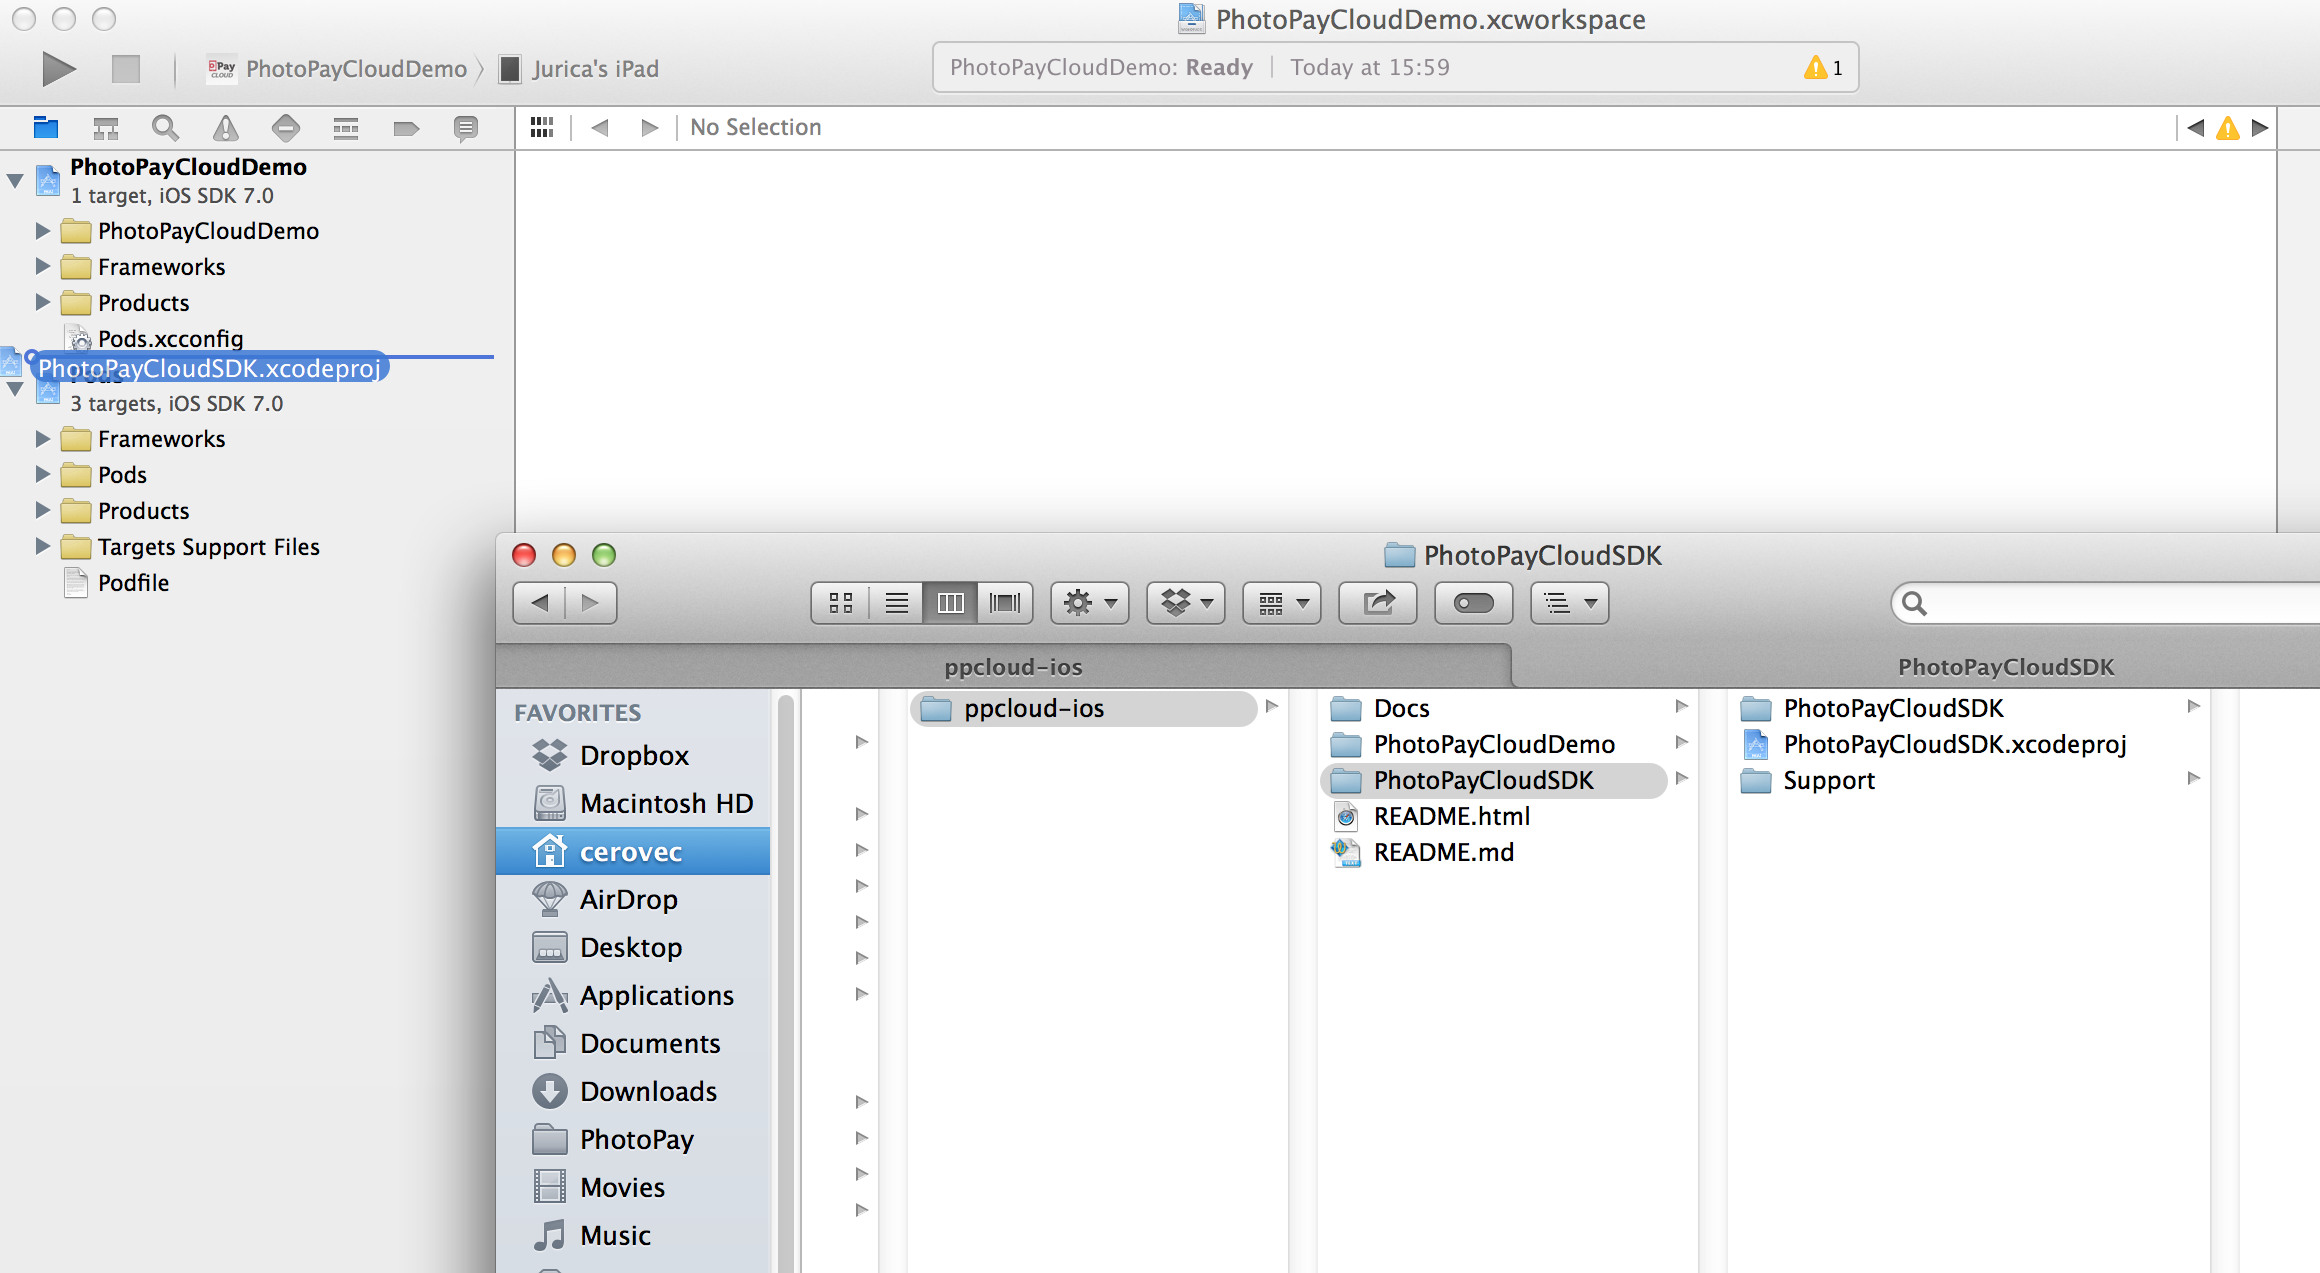 PhotoPayCloudDemo.xcworkspace
Pay
CLOUD
PhotoPayCloudDemo
Jurica's iPad
PhotoPayCloudDemo: Ready
Today at 15:59
1
No Selection
PhotoPayCloudDemo
1 target, iOS SDK 7.0
PhotoPayCloudDemo
Frameworks
Products
Pods.xcconfig
PhotoPayCloudSDK.xcodeproj
Pods
3 targets, iOS SDK 7.0
Frameworks
Pods
Products
Targets Support Files
Podfile
PhotoPayCloudSDK
ppcloud-ios
PhotoPayCloudSDK
FAVORITES
Dropbox
Macintosh HD
cerovec
AirDrop
Desktop
Applications
Documents
Downloads
PhotoPay
Movies
Music
ppcloud-ios
Docs
PhotoPayCloudDemo
PhotoPayCloudSDK
README.html
README.md
PhotoPayCloudSDK
PhotoPayCloudSDK.xcodeproj
Support